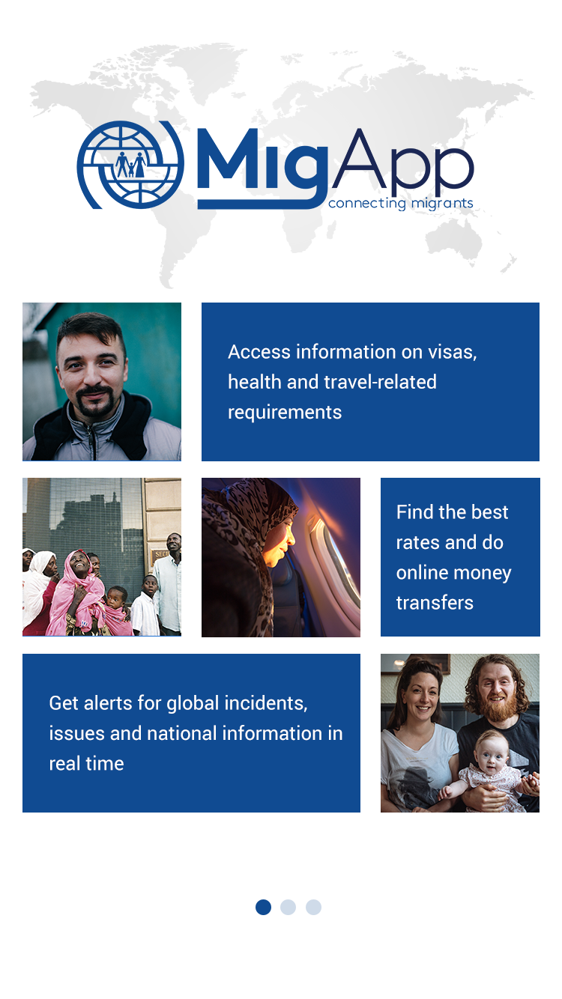 MigApp
connecting migrants
Access information on visas,
health and travel-related
requirements
Find the best
rates and do
online money
transfers
Get alerts for global incidents,
issues and national information in
real time